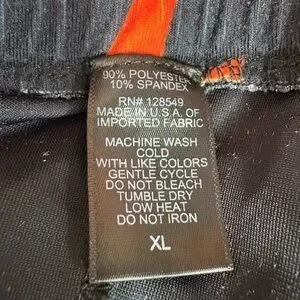 90% POLYESTER
10% SPANDEX
RN# 128549
MADE IN U.S.A. OF
IMPORTED FABRIC
MACHINE WASH
COLD
WITH LIKE COLORS
GENTLE CYCLE
DO NOT BLEACH
TUMBLE DRY
LOW HEAT
DO NOT IRON
XL